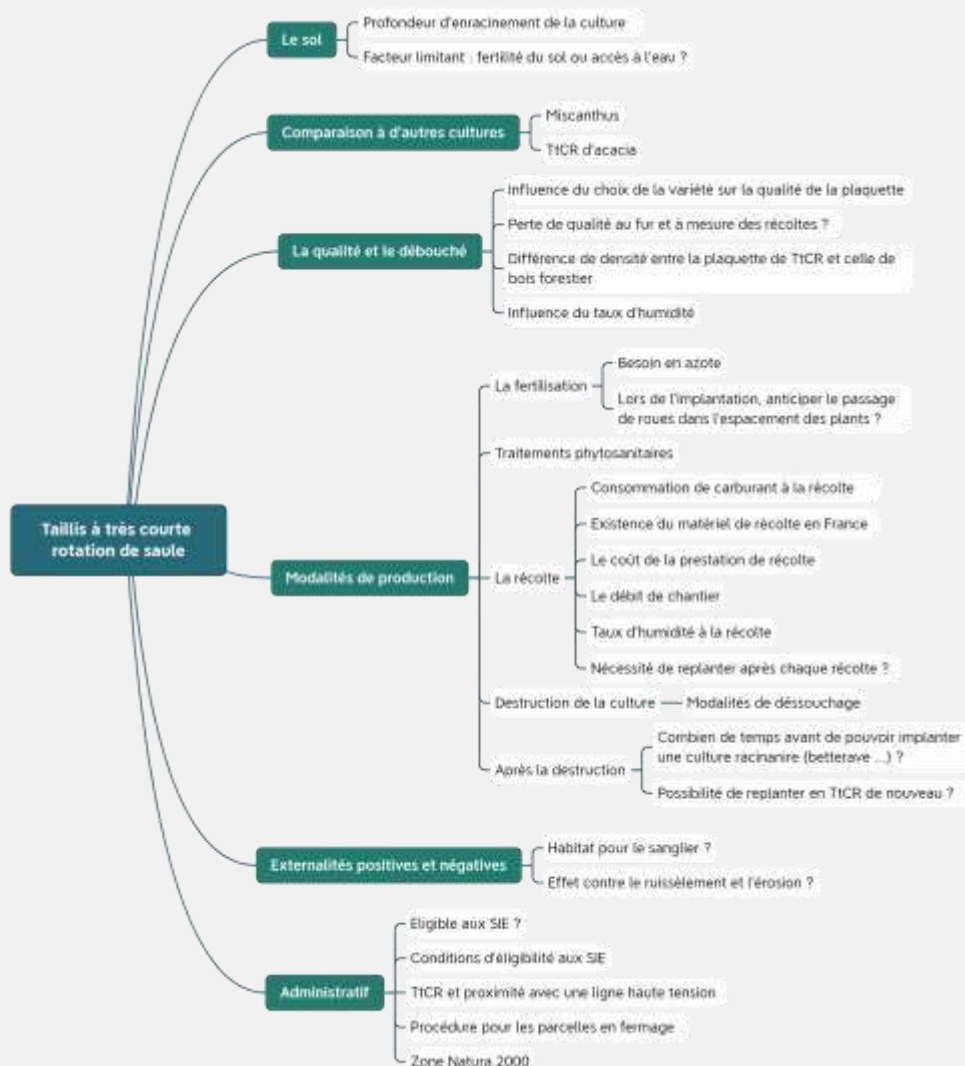 Le sol
Profondeur d'enracinement de la culture
Facteur limitant : fertilité du sol ou accès à l'eau ?
Comparaison à d'autres cultures
Miscanthus
TtCR d'acacia
La qualité et le débouché
Influence du choix de la variété sur la qualité de la plaquette
Perte de qualité au fur et à mesure des récoltes ?
Différence de densité entre la plaquette de TtCR et celle de
bois forestier
Influence du taux d'humidité
Taillis à très courte
rotation de saule
Modalités de production
La fertilisation
Besoin en azote
Lors de l'implantation, anticiper le passage
de roues dans l'espacement des plants ?
Traitements phytosanitaires
La récolte
Consommation de carburant à la récolte
Existence du matériel de récolte en France
Le coût de la prestation de récolte
Le débit de chantier
Taux d'humidité à la récolte
Nécessité de replanter après chaque récolte ?
Destruction de la culture
Modalités de déssouchage
Après la destruction
Combien de temps avant de pouvoir implanter
une culture racinanire (betterave ...) ?
Possibilité de replanter en TtCR de nouveau ?
Externalités positives et négatives
Habitat pour le sanglier ?
Effet contre le ruissèlement et l'érosion ?
Administratif
Eligible aux SIE ?
Conditions d'éligibilité aux SIE
TtCR et proximité avec une ligne haute tension
Procédure pour les parcelles en fermage
Zone Natura 2000